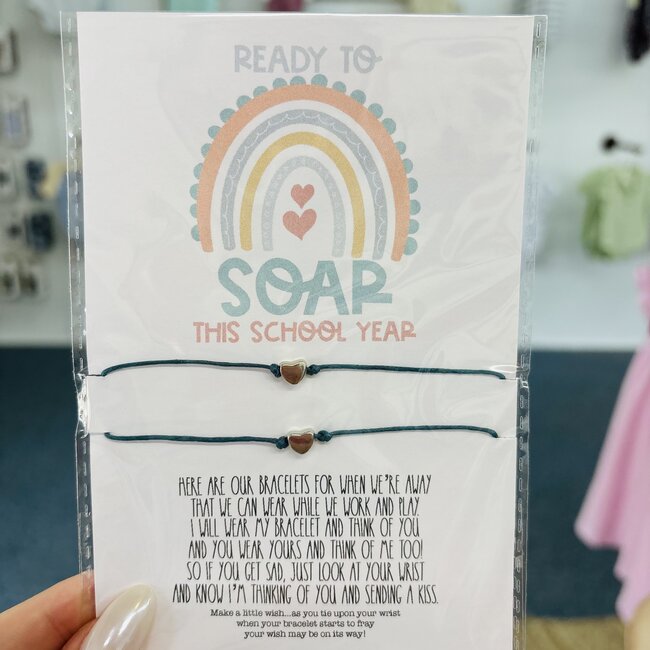 READY TO
SOAR
THIS SCHOOL YEAR
HERE ARE OUR BRACELETS FOR WHEN WE'RE AWAY
THAT WE CAN WEAR WHILE WE WORK AND PLAY.
I WILL WEAR MY BRACELET AND THINK OF YOU
AND YOU WEAR YOURS AND THINK OF ME TOO!
SO IF YOU GET SAD, JUST LOOK AT YOUR WRIST
AND KNOW I'M THINKING OF YOU AND SENDING A KISS.
Make a little wish...as you tie upon your wrist
when your bracelet starts to fray
your wish may be on its way!